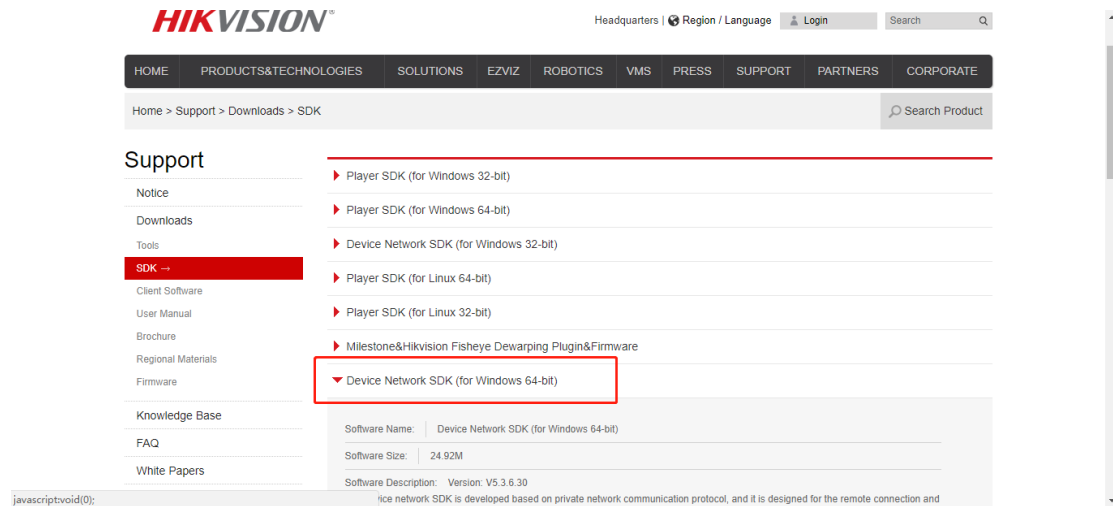 HIKVISION®
Headquarters | Region / Language Login Search
HOME PRODUCTS&TECHNOLOGIES SOLUTIONS EZVIZ ROBOTICS VMS PRESS SUPPORT PARTNERS CORPORATE
Home > Support > Downloads > SDK
Search Product
Support
Notice
Downloads
Tools
SDK →
Client Software
User Manual
Brochure
Regional Materials
Firmware
Knowledge Base
FAQ
White Papers
Player SDK (for Windows 32-bit)
Player SDK (for Windows 64-bit)
Device Network SDK (for Windows 32-bit)
Player SDK (for Linux 64-bit)
Player SDK (for Linux 32-bit)
Milestone&Hikvision Fisheye Dewarping Plugin&Firmware
Device Network SDK (for Windows 64-bit)
Software Name: Device Network SDK (for Windows 64-bit)
Software Size: 24.92M
Software Description: Version: V5.3.6.30
network SDK is developed based on private network communication protocol, and it is designed for the remote connection and
javascript:void(0);